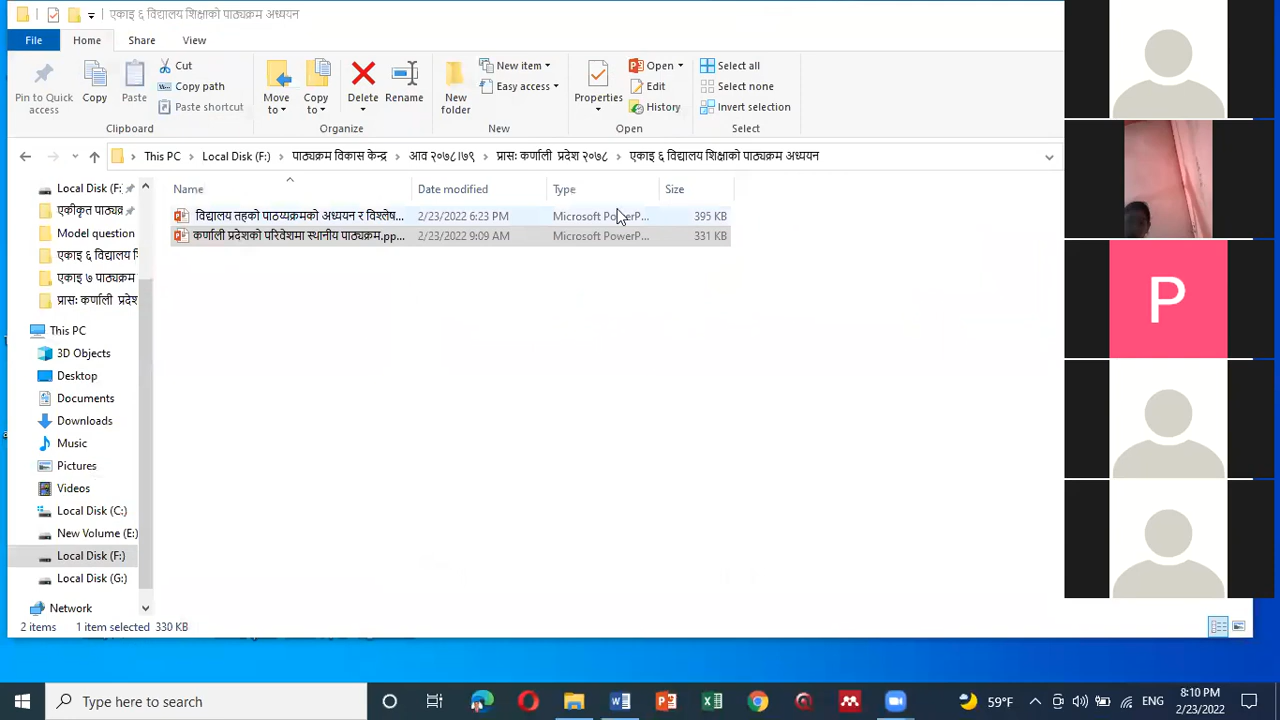 एकाइ ६ विद्यालय शिक्षाको पाठ्यक्रम अध्ययन
File Home Share View
Pin to Quick access
Copy
Paste
Cut
Copy path
Paste shortcut
Clipboard
Move to
Copy to
Delete
Rename
Organize
New folder
New item
Easy access
New
Properties
Open
Edit
History
Open
Select all
Select none
Invert selection
Select
This PC › Local Disk (F:) › पाठ्यक्रम विकास केन्द्र › आव २०७८।७९ › प्रासः कर्णाली प्रदेश २०७८ › एकाइ ६ विद्यालय शिक्षाको पाठ्यक्रम अध्ययन
Name Date modified Type Size
विद्यालय तहको पाठय्यक्रमको अध्ययन र विश्लेष... 2/23/2022 6:23 PM Microsoft PowerP... 395 KB
कर्णाली प्रदेशको परिवेशमा स्थानीय पाठ्यक्रम.pp... 2/23/2022 9:09 AM Microsoft PowerP... 331 KB
Local Disk (F:
एकीकृत पाठ्यक्र
Model question
एकाइ ६ विद्यालय शि
एकाइ ७ पाठ्यक्रम
प्रासः कर्णाली प्रदेश
This PC
3D Objects
Desktop
Documents
Downloads
Music
Pictures
Videos
Local Disk (C:)
New Volume (E:)
Local Disk (F:)
Local Disk (G:)
Network
2 items 1 item selected 330 KB
P
Type here to search
59°F
ENG
8:10 PM
2/23/2022